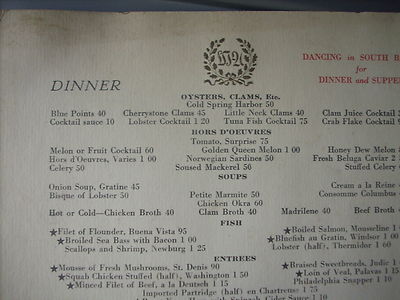 DANCING in SOUTH
for
DINNER and SUPPE
DINNER
OYSTERS, CLAMS, Etc.
Cold Spring Harbor 50
Blue Points 40 Cherrystone Clams 45 Little Neck Clams 40 Clam Juice Cocktail
Cocktail sauce 10 Lobster Cocktail 1 20 Tuna Fish Cocktail 75 Crab Flake Cocktail
HORS D'OEUVRES
Tomato, Surprise 75
Melon or Fruit Cocktail 60 Golden Queen Melon 1 00 Honey Dew Melon
Hors d'Oeuvres, Varies 1 00 Norwegian Sardines 50 Fresh Beluga Caviar 2
Celery 50 Soused Mackerel 50 Stuffed Celery
SOUPS
Onion Soup, Gratine 45 Petite Marmite 50 Cream a la Reine
Bisque of Lobster 50 Chicken Okra 60 Consomme Columbus
Hot or Cold—Chicken Broth 40 Clam Broth 40 Madrilene 40 Beef Broth
FISH
★Filet of Flounder, Buena Vista 95 ★Boiled Salmon, Mousseline
★Broiled Sea Bass with Bacon 1 00 ★Bluefish au Gratin, Windsor 1 00
Scallops and Shrimp, Newburg 1 25 Lobster (half), Thermidor 1 60
ENTREES
★Mousse of Fresh Mushrooms, St. Denis 90 ★Braised Sweetbreads, Judic 1
★Squab Chicken Stuffed (half), Washington 1 50 ★Loin of Veal, Palavas 1 15
★Minced Filet of Beef, a la Deutsch 1 15 Philadelphia Snapper 1 10
Imported Partridge (half) en Chartreuse 1 75
with Spinach Cider Sauce 1